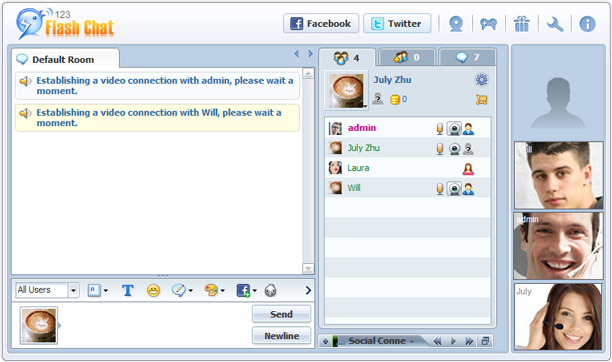 123
Flash Chat
Facebook
Twitter
Default Room
Establishing a video connection with admin, please wait a
moment.
Establishing a video connection with Will, please wait a
moment.
All Users
Send
Newline
4
0
7
July Zhu
0
admin
July Zhu
Laura
Will
... Social Conne -
Will
admin
July